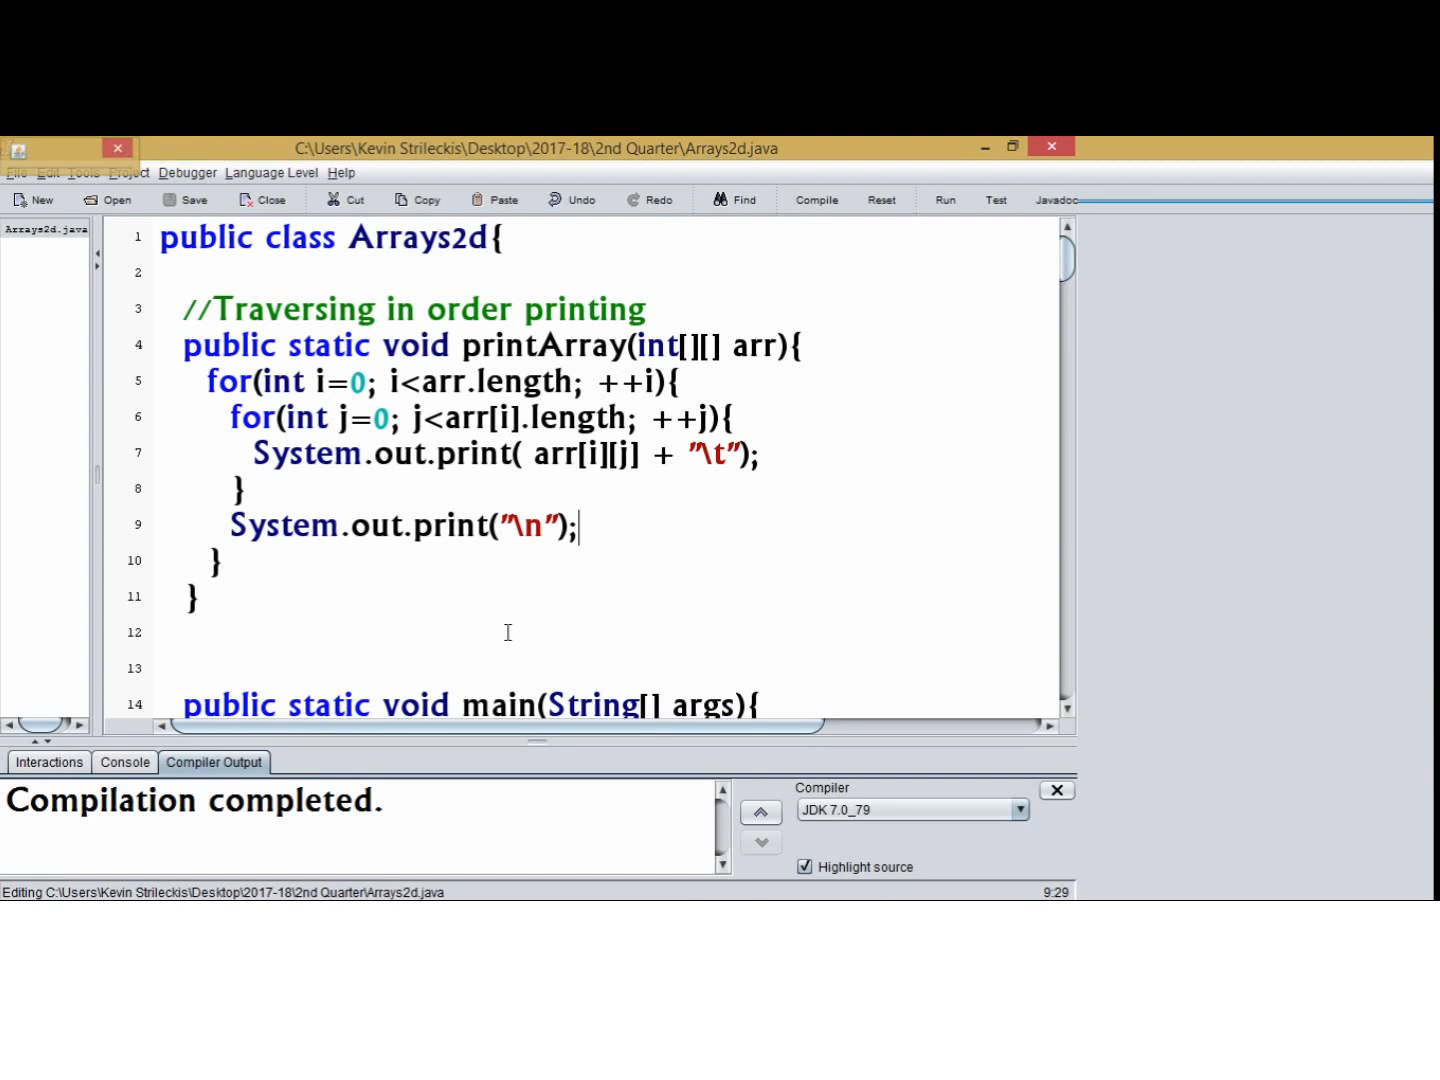 C:\Users\Kevin Strileckis\Desktop\2017-18\2nd Quarter\Arrays2d.java
File Edit Tools Project Debugger Language Level Help
New Open Save Close Cut Copy Paste Undo Redo Find Compile Reset Run Test Javadoc
Arrays2d.java
1 public class Arrays2d{
2
3 //Traversing in order printing
4 public static void printArray(int[][] arr){
5 for(int i=0; i<arr.length; ++i){
6 for(int j=0; j<arr[i].length; ++j){
7 System.out.print( arr[i][j] + "\t");
8 }
9 System.out.print("\n");
10 }
11 }
12
13
14 public static void main(String[] args){
Interactions Console Compiler Output
Compilation completed.
Compiler
JDK 7.0_79
Highlight source
Editing C:\Users\Kevin Strileckis\Desktop\2017-18\2nd Quarter\Arrays2d.java
9:29